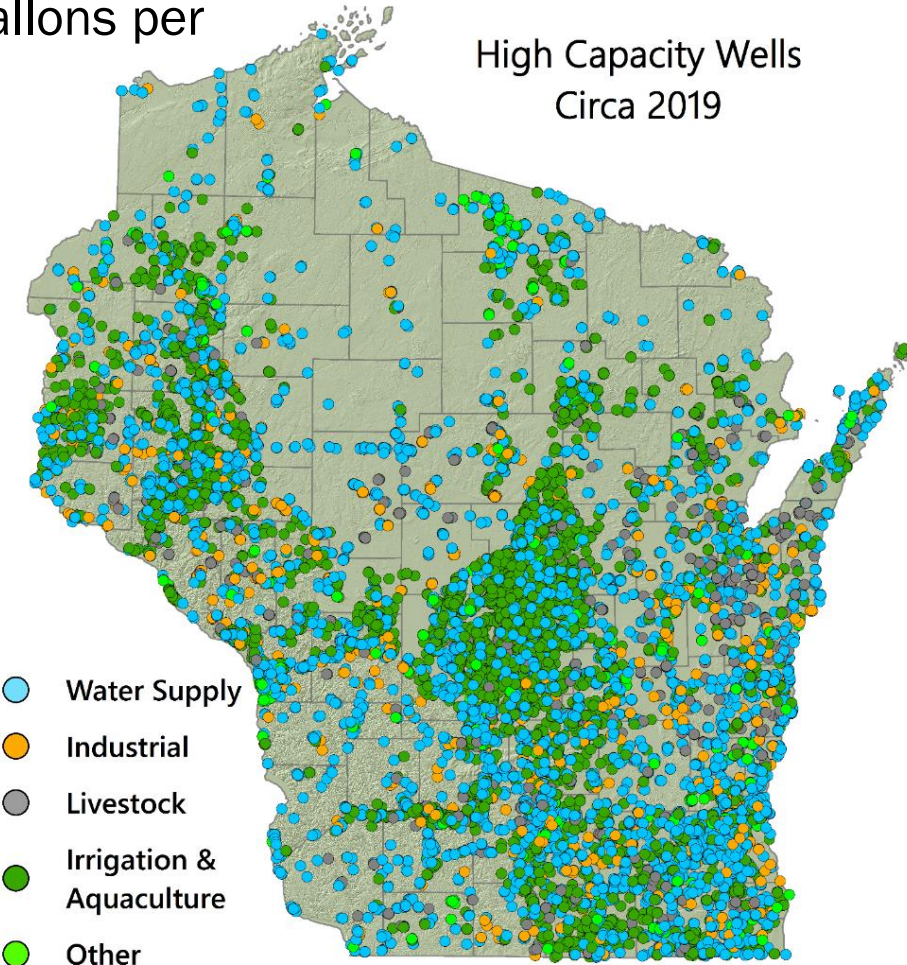 allons per
High Capacity Wells
Circa 2019
Water Supply
Industrial
Livestock
Irrigation &
Aquaculture
Other